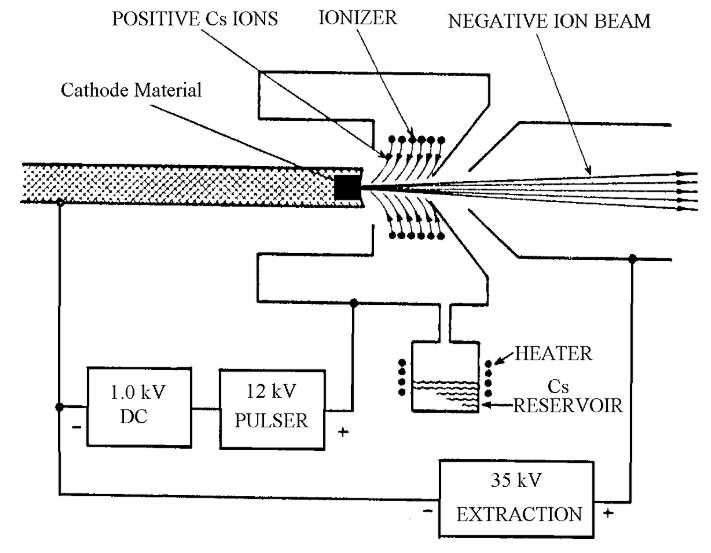 POSITIVE Cs IONS
IONIZER
NEGATIVE ION BEAM
Cathode Material
HEATER
Cs
RESERVOIR
1.0 kV
DC
12 kV
PULSER
−
+
35 kV
EXTRACTION
−
+